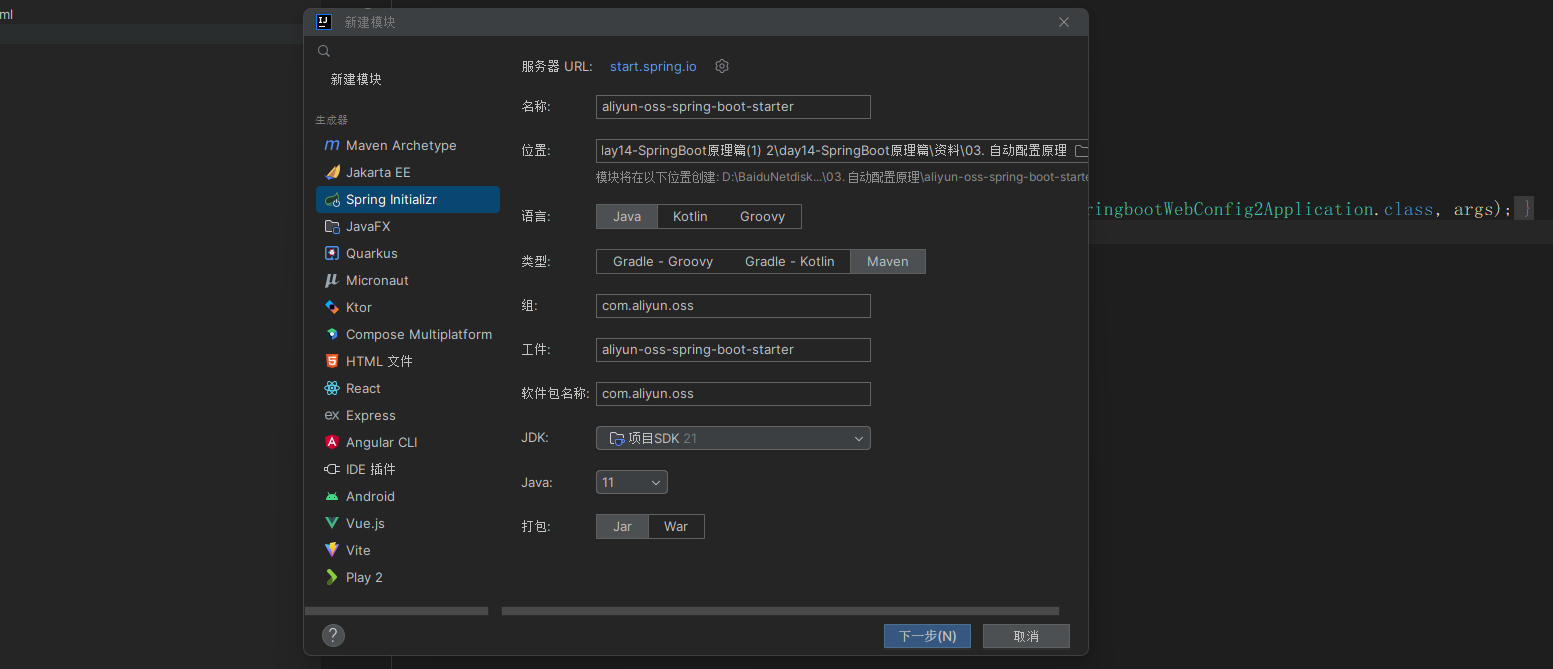 ml
新建模块
新建模块
生成器
Maven Archetype
Jakarta EE
Spring Initializr
JavaFX
Quarkus
Micronaut
Ktor
Compose Multiplatform
HTML 文件
React
Express
Angular CLI
IDE 插件
Android
Vue.js
Vite
Play 2
服务器 URL: start.spring.io
名称: aliyun-oss-spring-boot-starter
位置: lay14-SpringBoot原理篇(1) 2\day14-SpringBoot原理篇\资料\03. 自动配置原理
模块将在以下位置创建: D:\BaiduNetdisk...\03. 自动配置原理\aliyun-oss-spring-boot-starte
语言: Java Kotlin Groovy
类型: Gradle - Groovy Gradle - Kotlin Maven
组: com.aliyun.oss
工件: aliyun-oss-spring-boot-starter
软件包名称: com.aliyun.oss
JDK: 项目SDK 21
Java: 11
打包: Jar War
? 下一步(N) 取消
ringbootWebConfig2Application.class, args); }